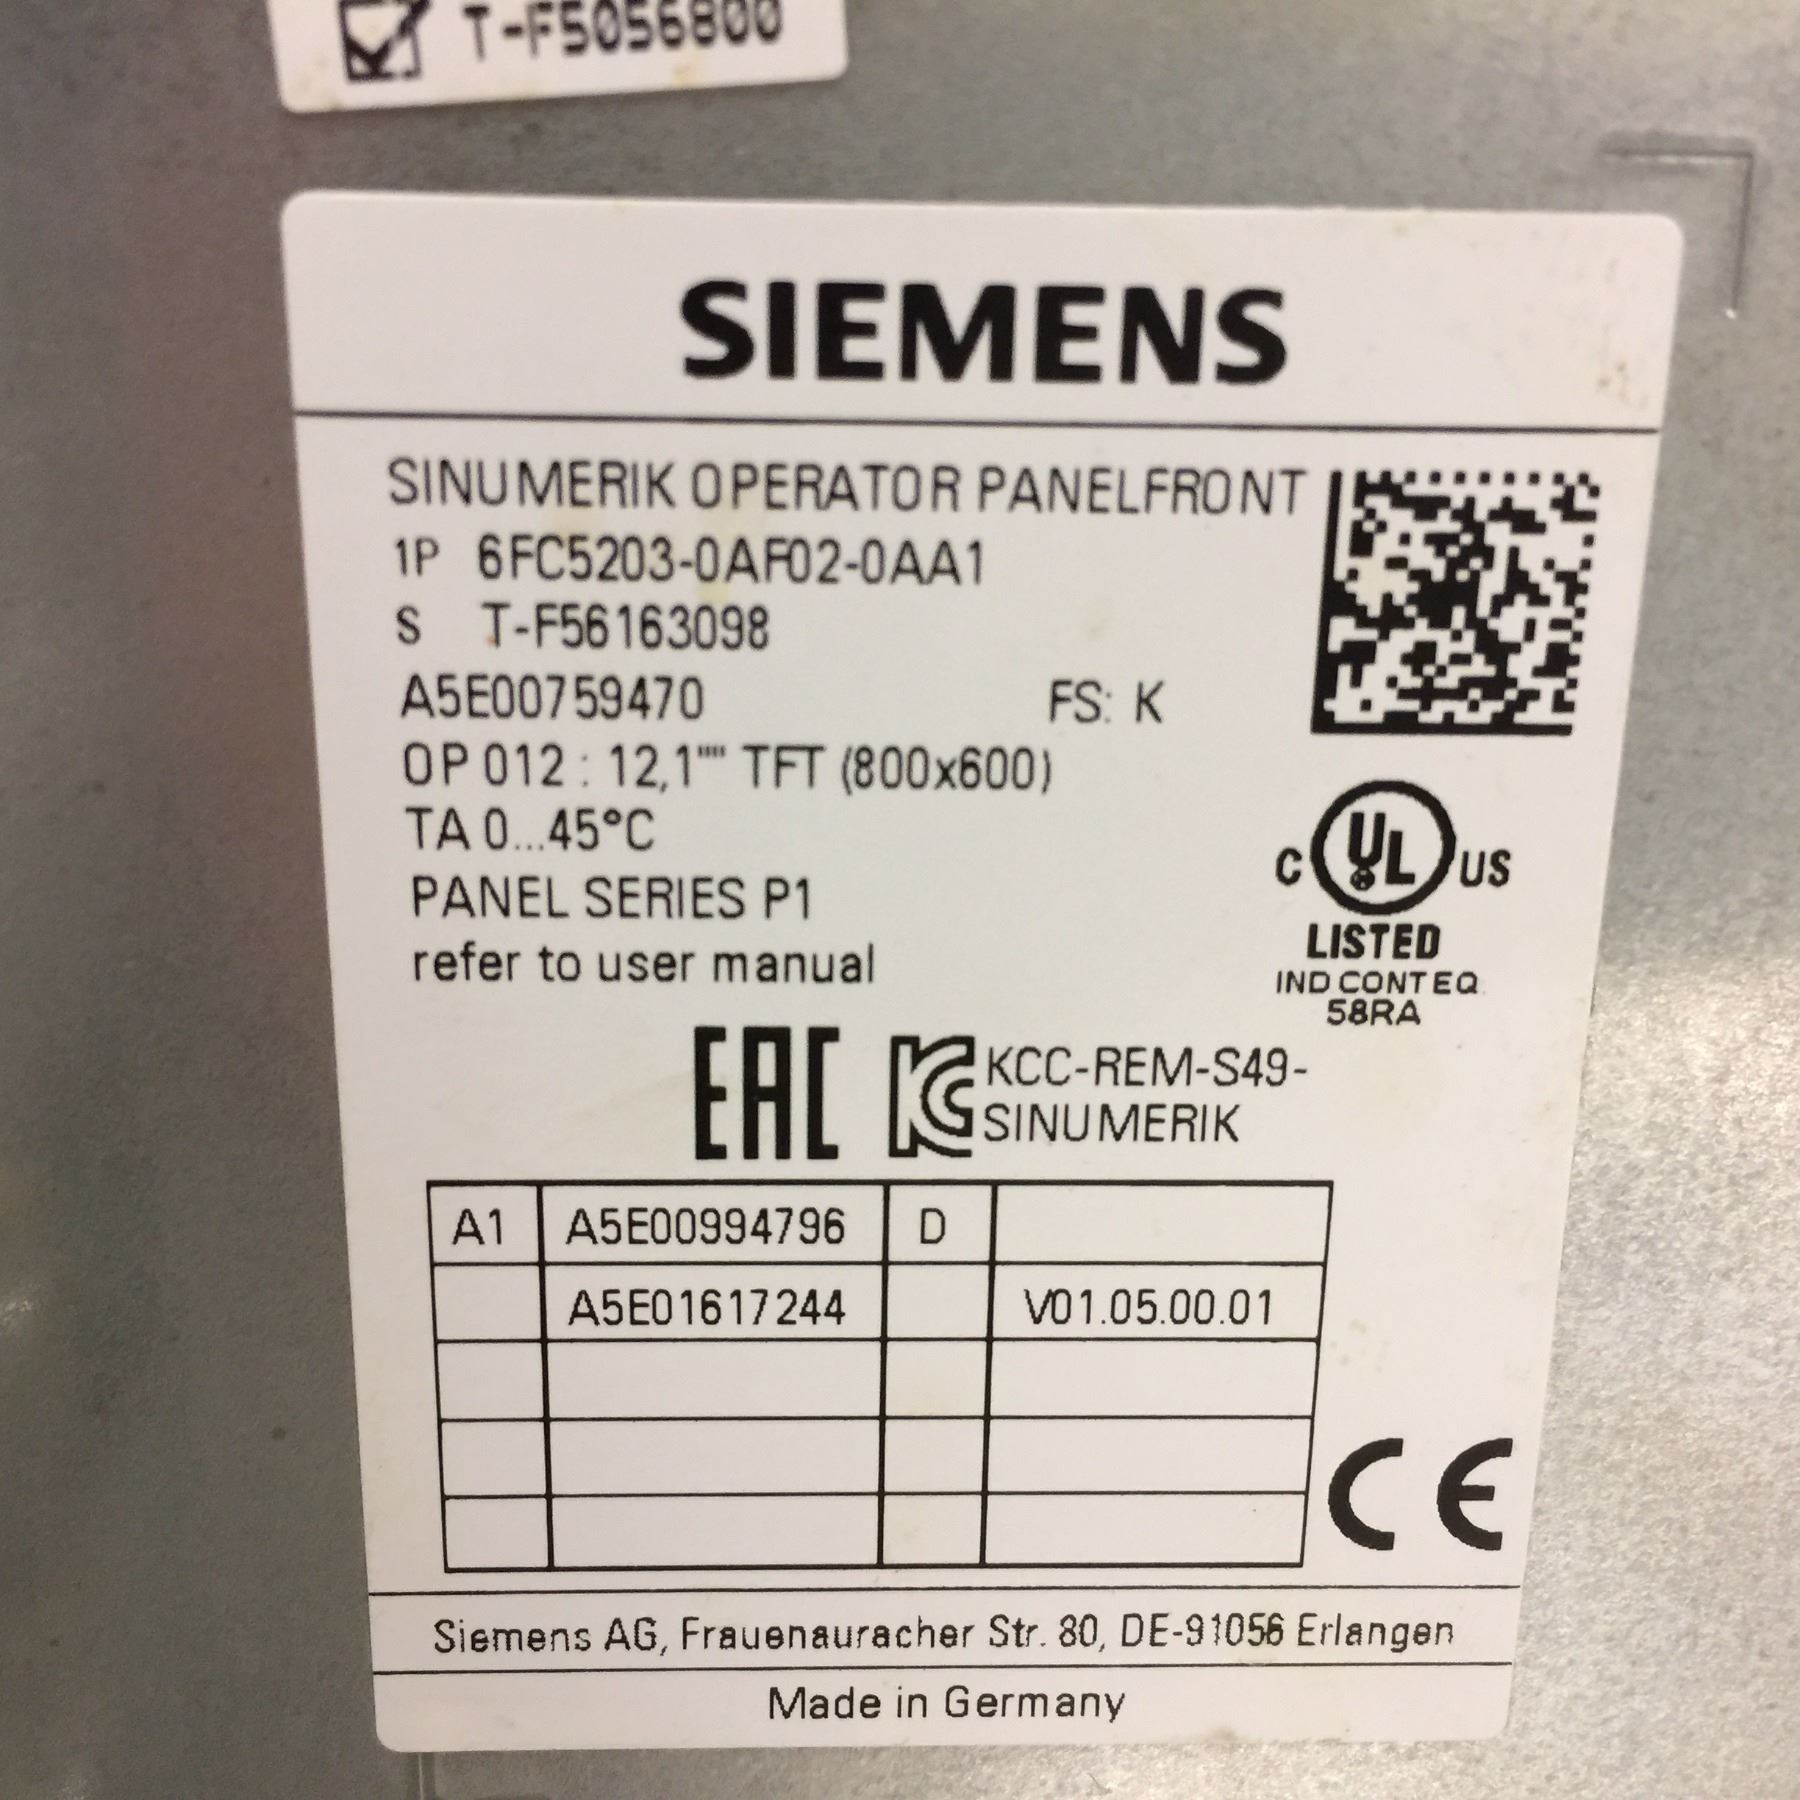 T-F5056800
SIEMENS
SINUMERIK OPERATOR PANELFRONT
1P 6FC5203-0AF02-0AA1
S T-F56163098
A5E00759470 FS: K
OP 012 : 12,1"" TFT (800x600)
TA 0...45°C
PANEL SERIES P1
refer to user manual
C UL US
LISTED
IND CONT EQ
58RA
EAC KC KCC-REM-S49-
SINUMERIK
A1 A5E00994796 D
A5E01617244 V01.05.00.01
CE
Siemens AG, Frauenauracher Str. 80, DE-91056 Erlangen
Made in Germany